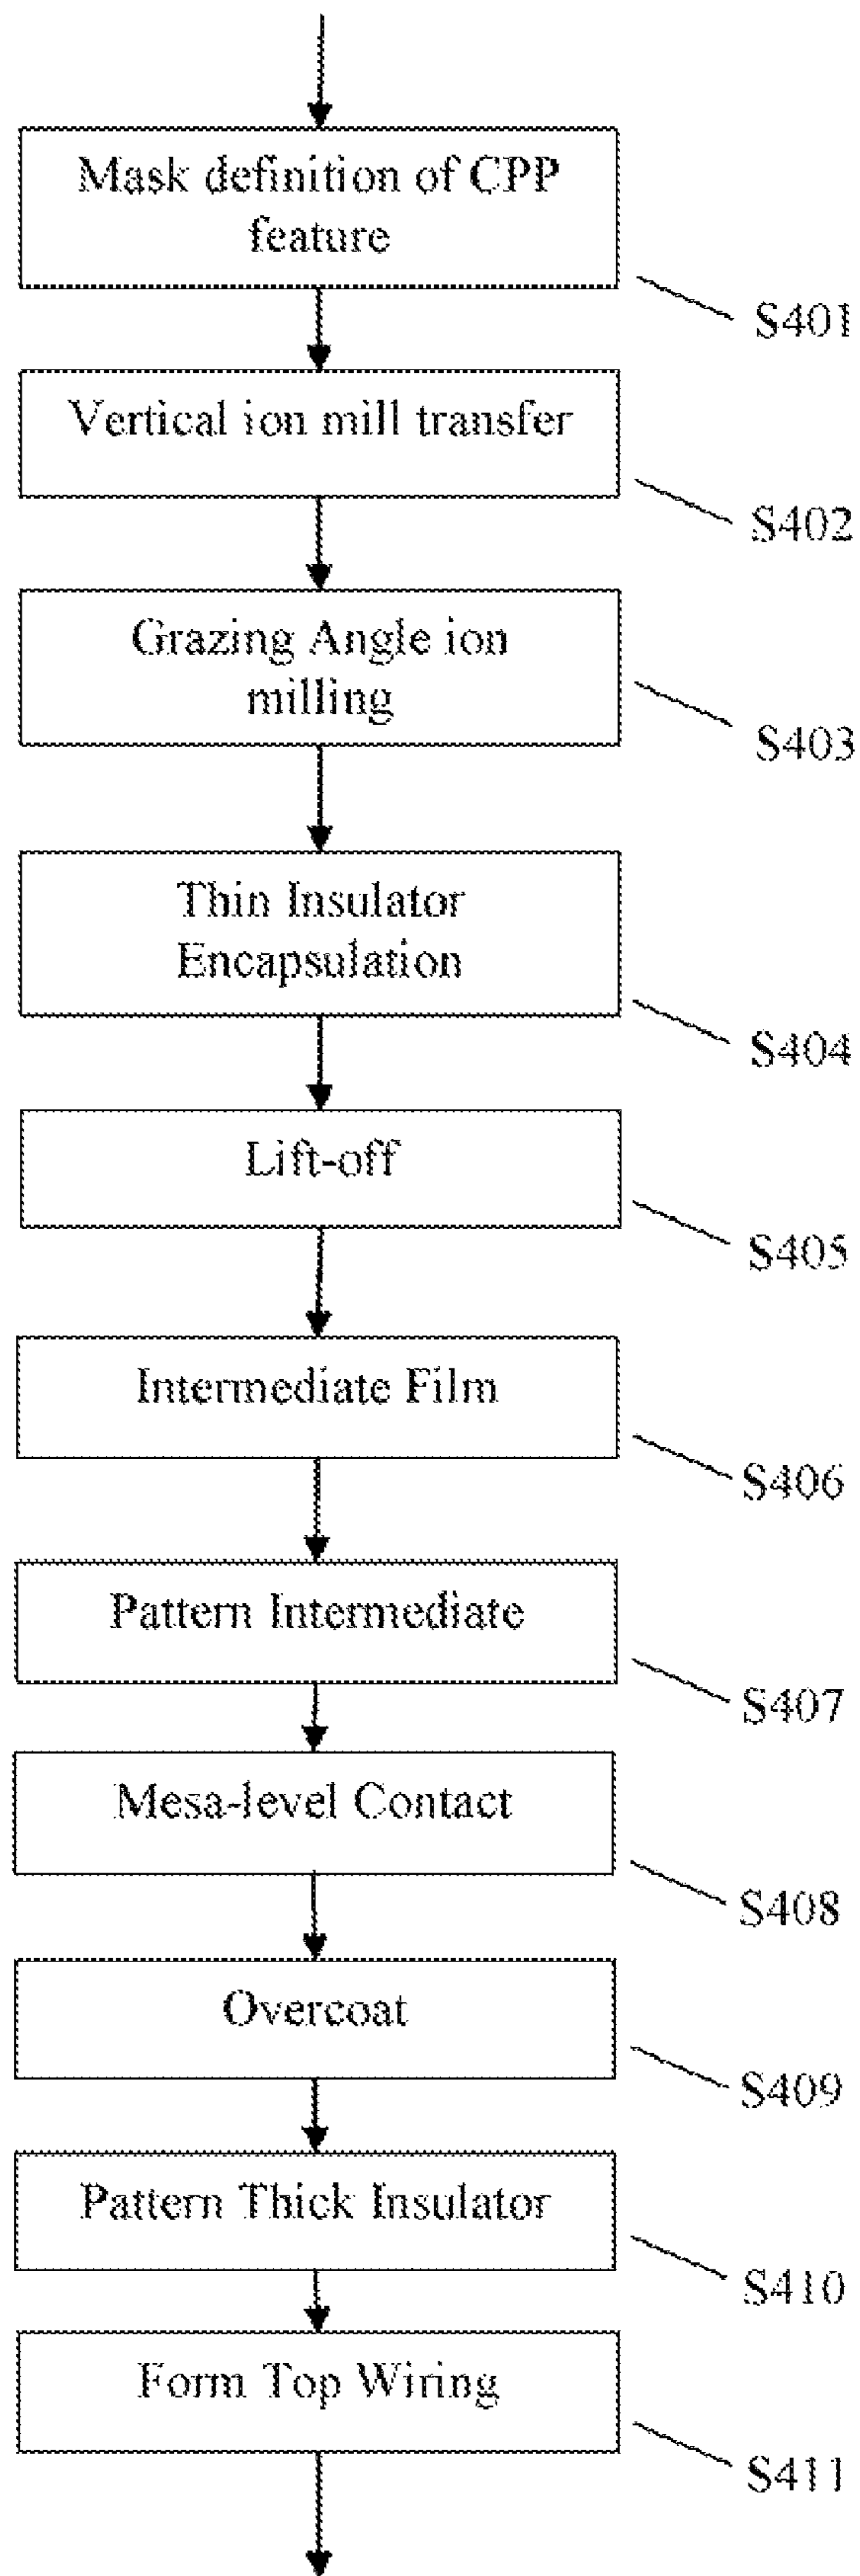 Mask definition of CPP
feature
S401
Vertical ion mill transfer
S402
Grazing Angle ion
milling
S403
Thin Insulator
Encapsulation
S404
Lift-off
S405
Intermediate Film
S406
Pattern Intermediate
S407
Mesa-level Contact
S408
Overcoat
S409
Pattern Thick Insulator
S410
Form Top Wiring
S411